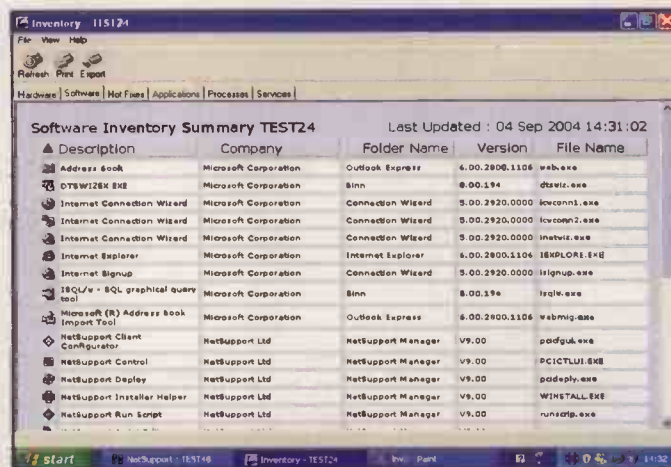 Inventory - TEST24
File View Help
Refresh Print Export
Hardware Software Hot Fixes Applications Processes Services
Software Inventory Summary TEST24 Last Updated : 04 Sep 2004 14:31:02
Description Company Folder Name Version File Name
Address Book Microsoft Corporation Outlook Express 6.00.2800.1106 wab.exe
DTSWIZEX EXE Microsoft Corporation Binn 8.00.194 dtswiz.exe
Internet Connection Wizard Microsoft Corporation Connection Wizard 5.00.2920.0000 icwconn1.exe
Internet Connection Wizard Microsoft Corporation Connection Wizard 5.00.2920.0000 icwconn2.exe
Internet Connection Wizard Microsoft Corporation Connection Wizard 5.00.2920.0000 inetwiz.exe
Internet Explorer Microsoft Corporation Internet Explorer 6.00.2800.1106 IEXPLORE.EXE
Internet Signup Microsoft Corporation Connection Wizard 5.00.2920.0000 isignup.exe
ISQL/w - SQL graphical query tool Microsoft Corporation Binn 8.00.194 isqlw.exe
Microsoft (R) Address Book Import Tool Microsoft Corporation Outlook Express 6.00.2800.1106 wabmig.exe
NetSupport Client Configurator NetSupport Ltd NetSupport Manager V9.00
NetSupport Control NetSupport Ltd NetSupport Manager V9.00 PCICTLUI.EXE
NetSupport Deploy NetSupport Ltd NetSupport Manager V9.00 pcideply.exe
NetSupport Installer Helper NetSupport Ltd NetSupport Manager V9.00 WINSTALL.EXE
NetSupport Run Script NetSupport Ltd NetSupport Manager V9.00 runscrip.exe
start NetSupport - TEST48 Inventory - TEST24 Inv Paint 14:32